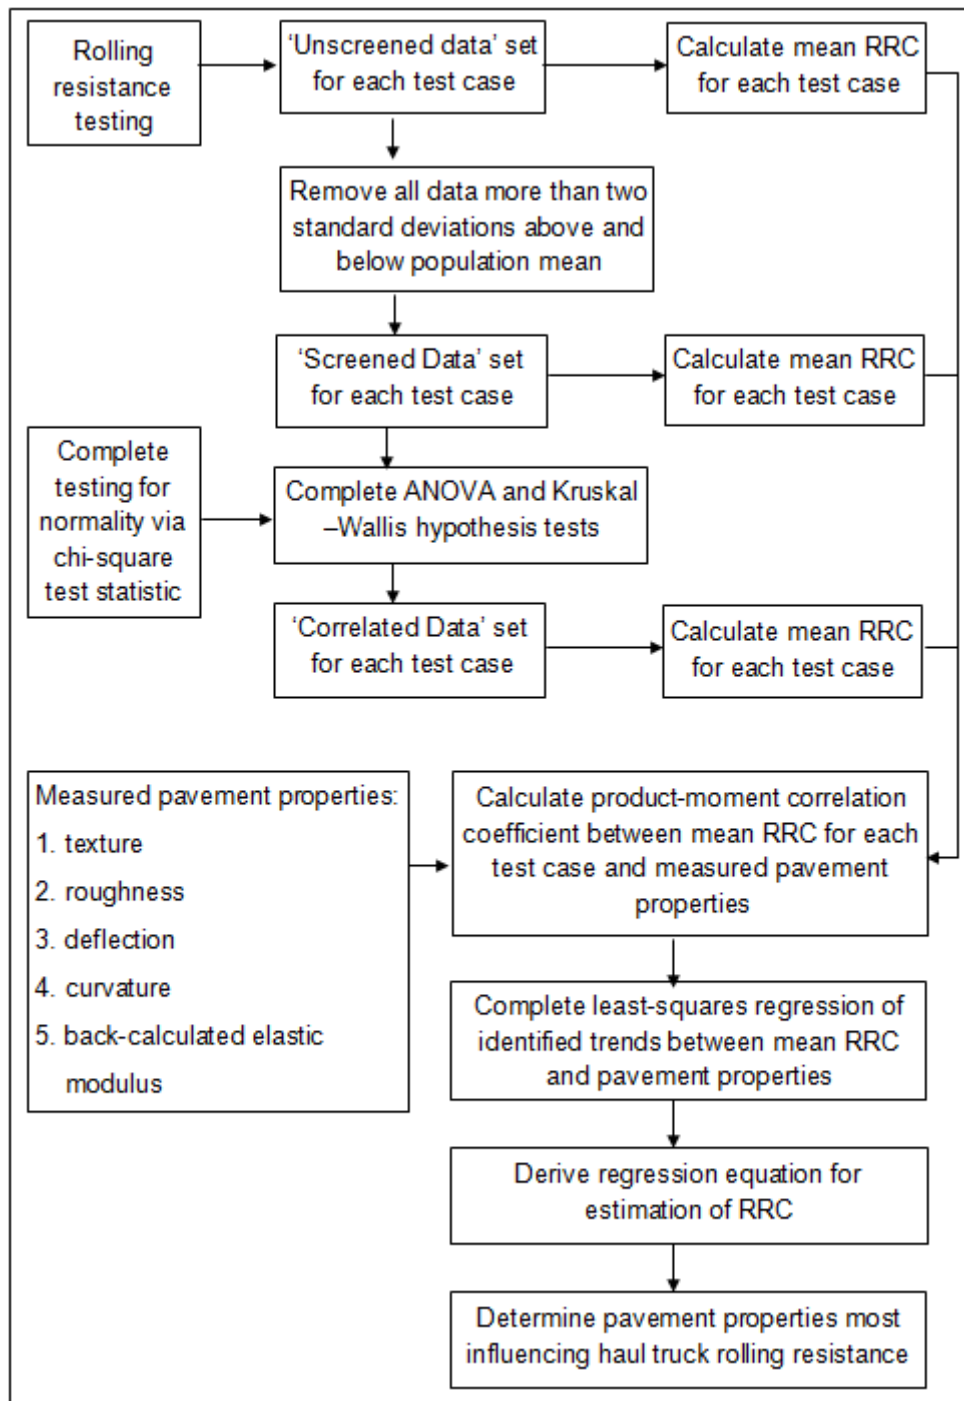 Rolling
resistance
testing
‘Unscreened data’ set
for each test case
Calculate mean RRC
for each test case
Remove all data more than two
standard deviations above and
below population mean
‘Screened Data’ set
for each test case
Calculate mean RRC
for each test case
Complete
testing for
normality via
chi-square
test statistic
Complete ANOVA and Kruskal
–Wallis hypothesis tests
‘Correlated Data’ set
for each test case
Calculate mean RRC
for each test case
Measured pavement properties:
1. texture
2. roughness
3. deflection
4. curvature
5. back-calculated elastic
modulus
Calculate product-moment correlation
coefficient between mean RRC for each
test case and measured pavement
properties
Complete least-squares regression of
identified trends between mean RRC
and pavement properties
Derive regression equation for
estimation of RRC
Determine pavement properties most
influencing haul truck rolling resistance